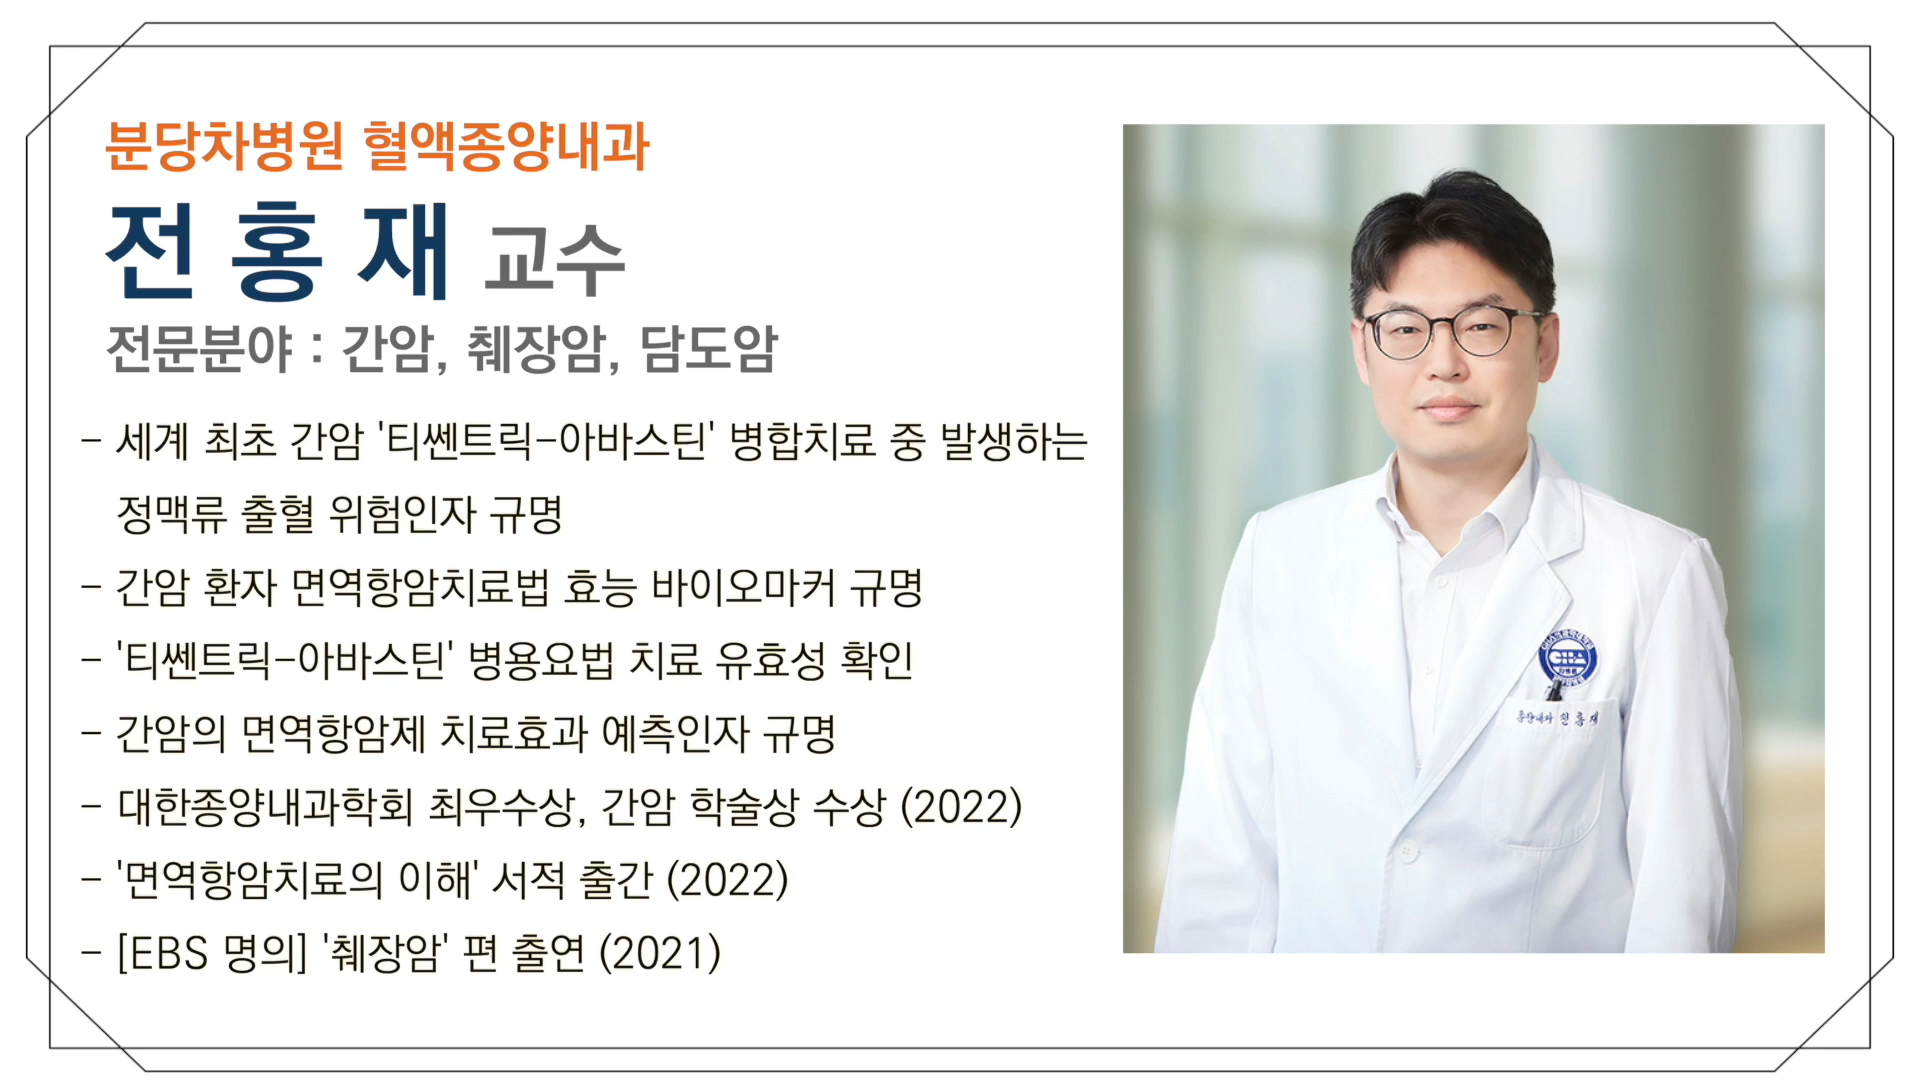 분당차병원 혈액종양내과
전홍재 교수
전문분야 : 간암, 췌장암, 담도암
- 세계 최초 간암 '티쎈트릭-아바스틴' 병합치료 중 발생하는
정맥류 출혈 위험인자 규명
- 간암 환자 면역항암치료법 효능 바이오마커 규명
- '티쎈트릭-아바스틴' 병용요법 치료 유효성 확인
- 간암의 면역항암제 치료효과 예측인자 규명
- 대한종양내과학회 최우수상, 간암 학술상 수상 (2022)
- '면역항암치료의 이해' 서적 출간 (2022)
- [EBS 명의] '췌장암' 편 출연 (2021)
CHA
전홍재